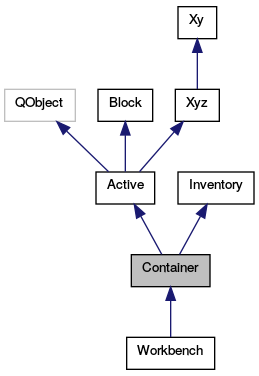 Xy
QObject
Block
Xyz
Active
Inventory
Container
Workbench